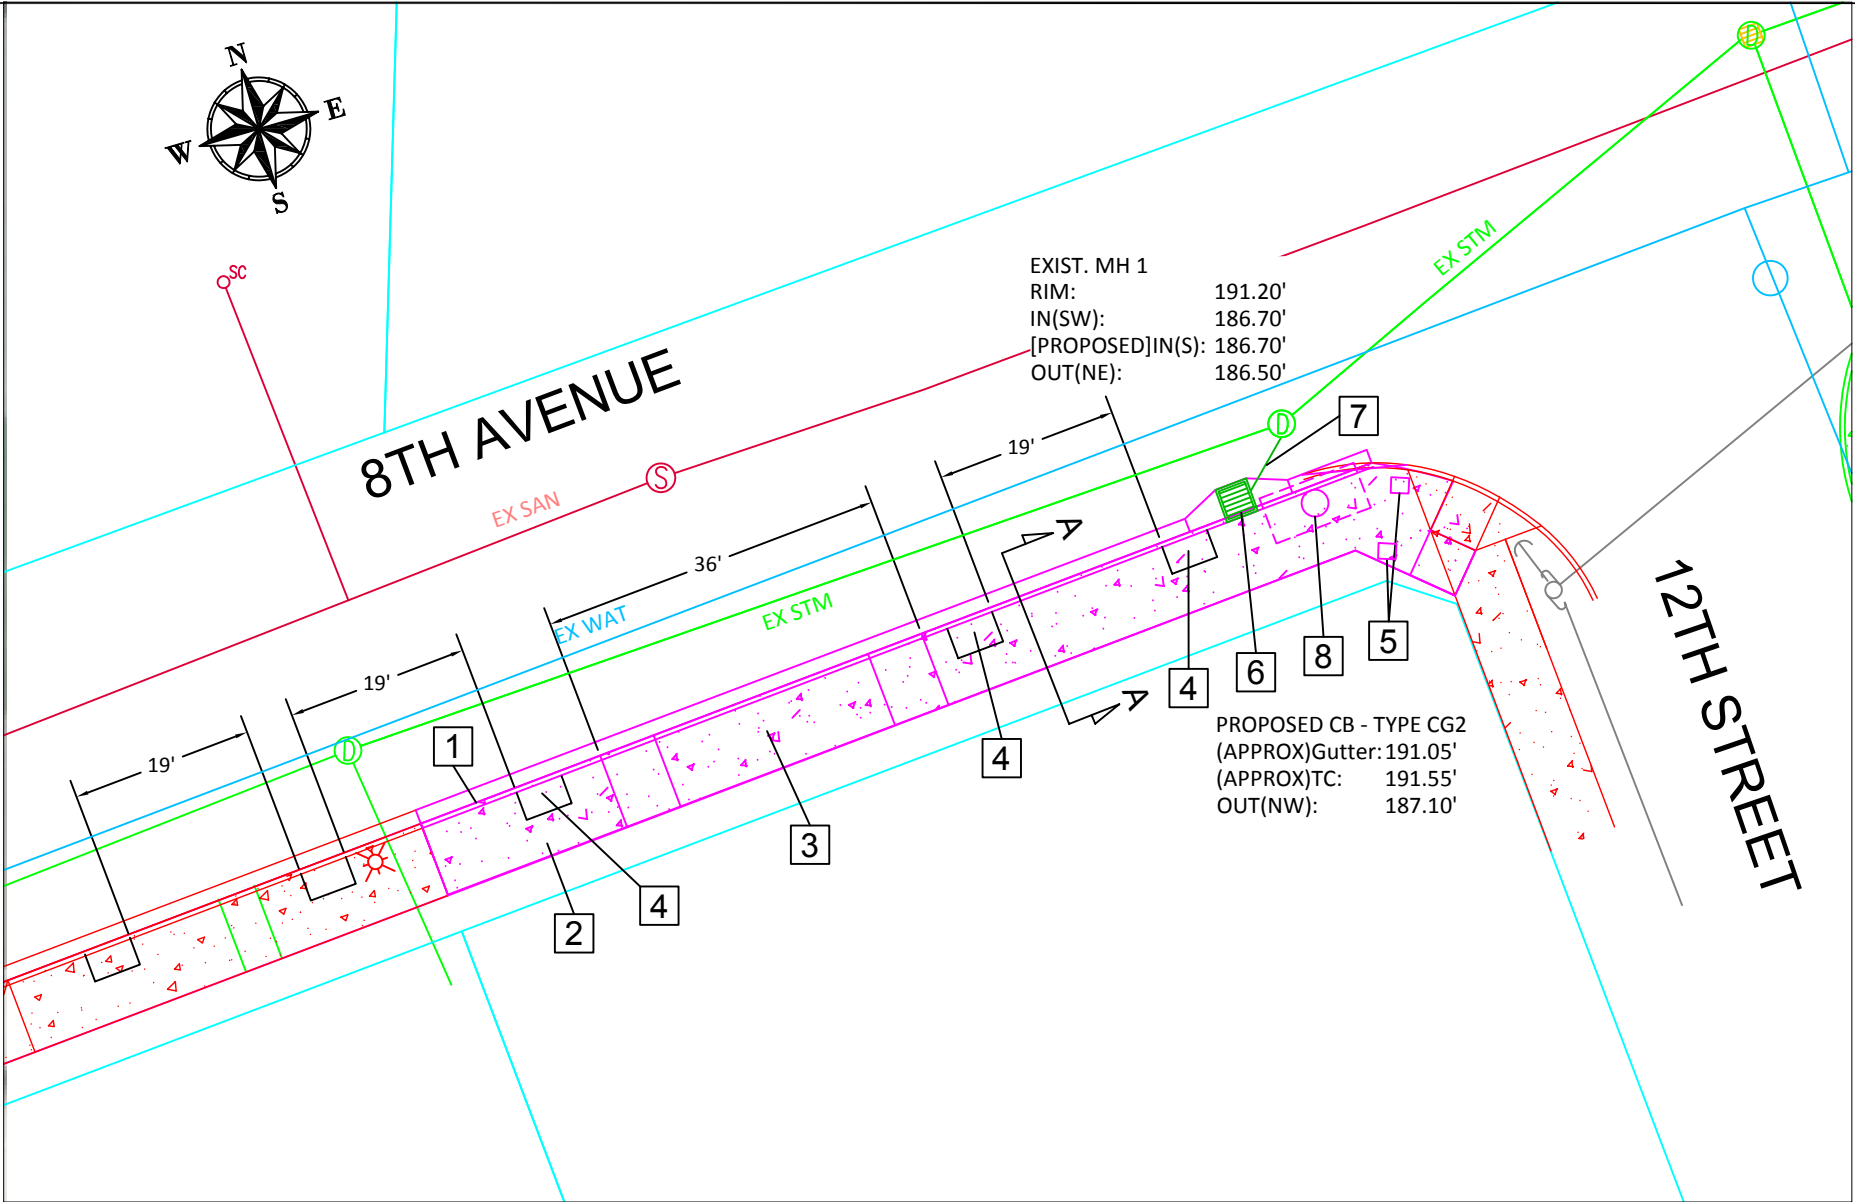 N
E
W
S
SC
D
EX STM
EXIST. MH 1
RIM: 191.20'
IN(SW): 186.70'
[PROPOSED]IN(S): 186.70'
OUT(NE): 186.50'
8TH AVENUE
S
EX SAN
D
7
19'
36'
A
EX WAT
EX STM
19'
19'
D
1
4
6
8
5
A
4
PROPOSED CB - TYPE CG2
(APPROX)Gutter: 191.05'
(APPROX)TC: 191.55'
OUT(NW): 187.10'
12TH STREET
3
4
2